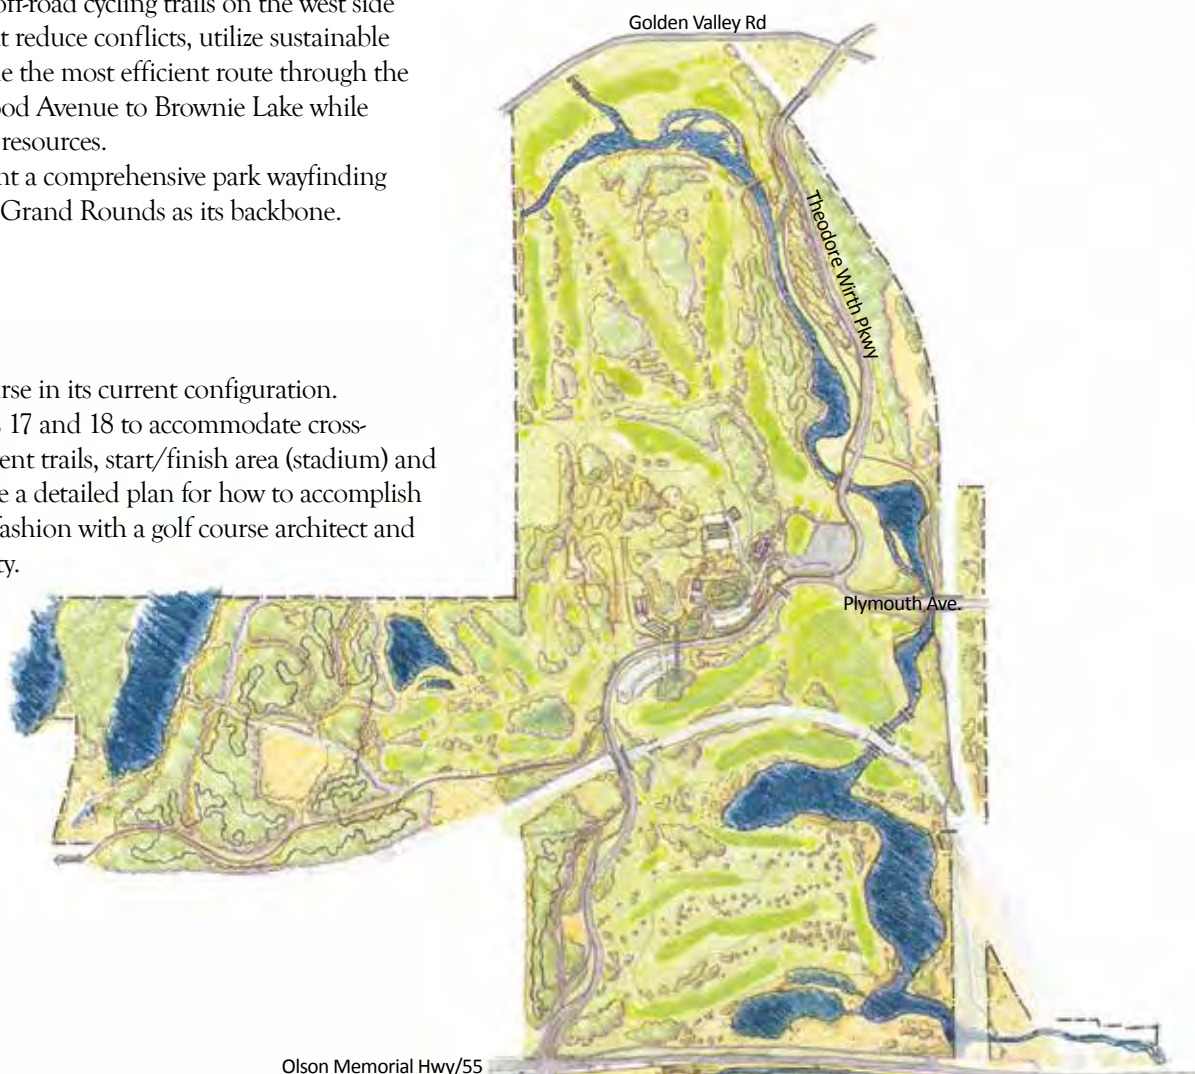 off-road cycling trails on the west side
t reduce conflicts, utilize sustainable
e the most efficient route through the
ood Avenue to Brownie Lake while
resources.
nt a comprehensive park wayfinding
Grand Rounds as its backbone.
rse in its current configuration.
s 17 and 18 to accommodate cross-
ent trails, start/finish area (stadium) and
e a detailed plan for how to accomplish
fashion with a golf course architect and
ty.
Golden Valley Rd
Theodore Wirth Pkwy
Plymouth Ave.
Olson Memorial Hwy/55